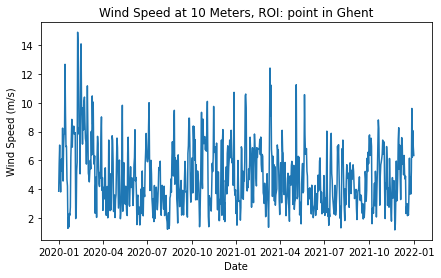 Wind Speed at 10 Meters, ROI: point in Ghent
Wind Speed (m/s)
14
12
10
8
6
4
2
2020-01 2020-04 2020-07 2020-10 2021-01 2021-04 2021-07 2021-10 2022-01
Date